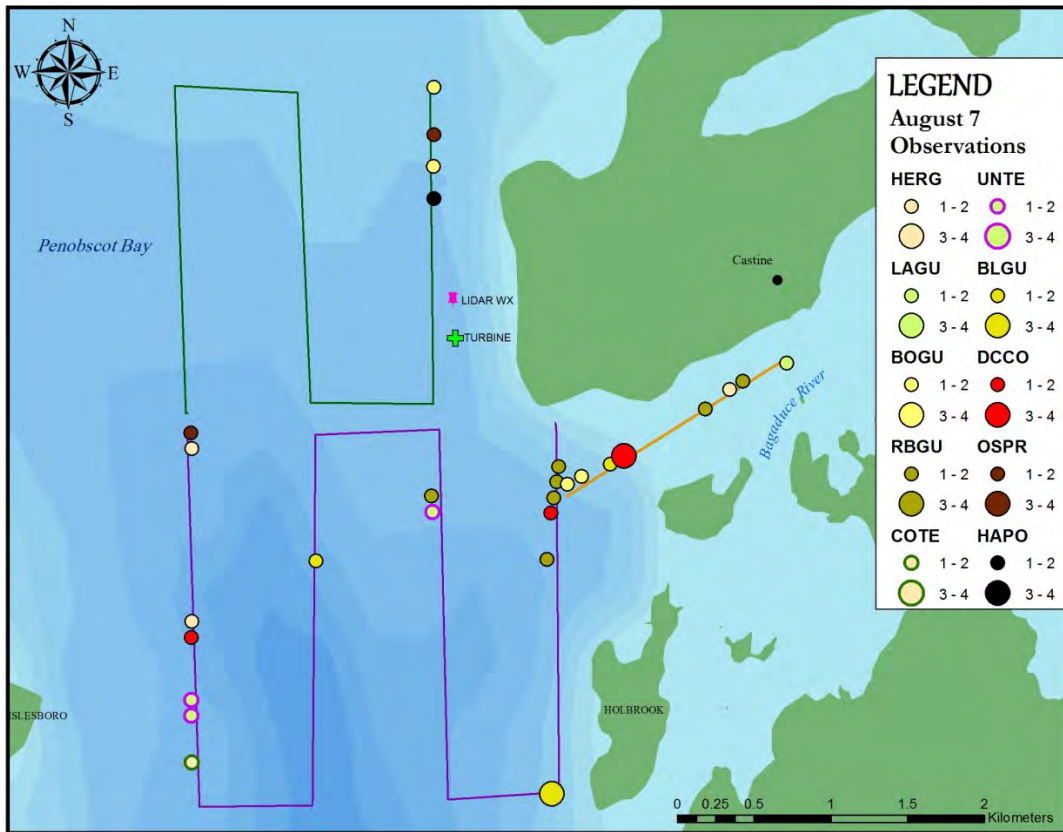 N
W
E
S
Penobscot Bay
LIDAR WX
TURBINE
Castine
Bagaduce River
ISLESBORO
HOLBROOK
LEGEND
August 7
Observations
HERG UNTE
1 - 2 1 - 2
3 - 4 3 - 4
LAGU BLGU
1 - 2 1 - 2
3 - 4 3 - 4
BOGU DCCO
1 - 2 1 - 2
3 - 4 3 - 4
RBGU OSPR
1 - 2 1 - 2
3 - 4 3 - 4
COTE HAPO
1 - 2 1 - 2
3 - 4 3 - 4
0 0.25 0.5 1 1.5 2
Kilometers